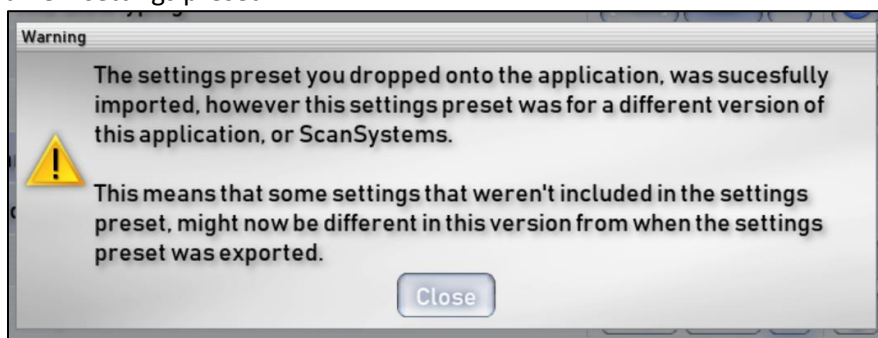 Warning
The settings preset you dropped onto the application, was sucesfully
imported, however this settings preset was for a different version of
this application, or ScanSystems.
This means that some settings that weren't included in the settings
preset, might now be different in this version from when the settings
preset was exported.
Close